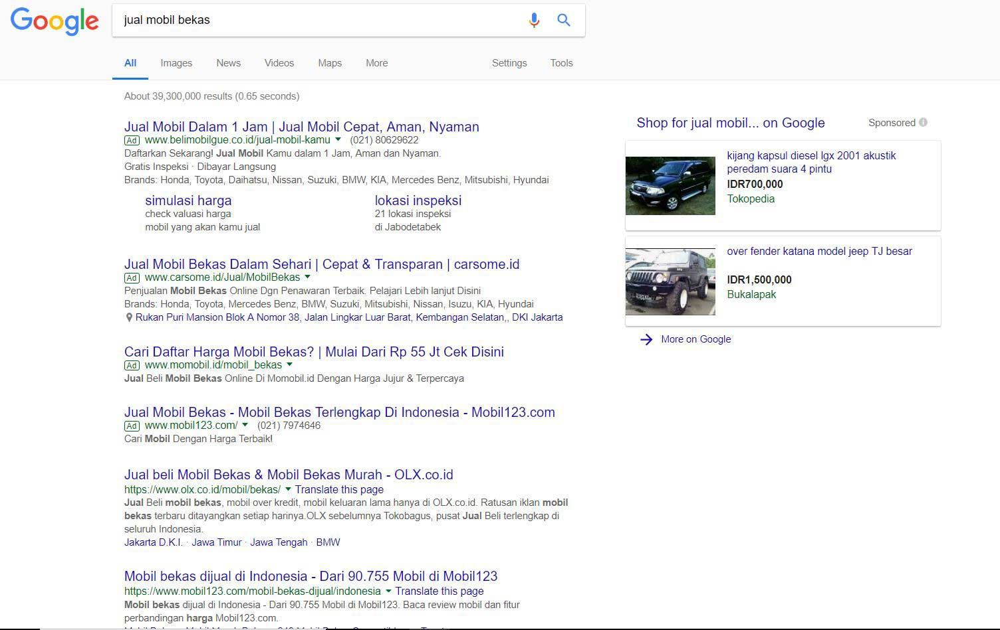 Google
jual mobil bekas
All Images News Videos Maps More Settings Tools
About 39,300,000 results (0.65 seconds)
Jual Mobil Dalam 1 Jam | Jual Mobil Cepat, Aman, Nyaman
Ad www.belimobilgue.co.id/jual-mobil-kamu (021) 80629622
Daftarkan Sekarang! Jual Mobil Kamu dalam 1 Jam, Aman dan Nyaman.
Gratis Inspeksi · Dibayar Langsung
Brands: Honda, Toyota, Daihatsu, Nissan, Suzuki, BMW, KIA, Mercedes Benz, Mitsubishi, Hyundai
simulasi harga
check valuasi harga
mobil yang akan kamu jual
lokasi inspeksi
21 lokasi inspeksi
di Jabodetabek
Jual Mobil Bekas Dalam Sehari | Cepat & Transparan | carsome.id
Ad www.carsome.id/Jual/MobilBekas
Penjualan Mobil Bekas Online Dgn Penawaran Terbaik. Pelajari Lebih lanjut Disini
Brands: Honda, Toyota, Mercedes Benz, BMW, Suzuki, Mitsubishi, Nissan, Isuzu, KIA, Hyundai
Rukan Puri Mansion Blok A Nomor 38, Jalan Lingkar Luar Barat, Kembangan Selatan,, DKI Jakarta
Cari Daftar Harga Mobil Bekas? | Mulai Dari Rp 55 Jt Cek Disini
Ad www.momobil.id/mobil_bekas
Jual Beli Mobil Bekas Online Di Momobil.id Dengan Harga Jujur & Terpercaya
Jual Mobil Bekas - Mobil Bekas Terlengkap Di Indonesia - Mobil123.com
Ad www.mobil123.com/ (021) 7974646
Cari Mobil Dengan Harga Terbaik!
Jual beli Mobil Bekas & Mobil Bekas Murah - OLX.co.id
https://www.olx.co.id/mobil/bekas/ Translate this page
Jual Beli mobil bekas, mobil over kredit, mobil keluaran lama hanya di OLX.co.id. Ratusan iklan mobil
bekas terbaru ditayangkan setiap harinya.OLX sebelumnya Tokobagus, pusat Jual Beli terlengkap di
seluruh Indonesia.
Jakarta D.K.I. · Jawa Timur · Jawa Tengah · BMW
Mobil bekas dijual di Indonesia - Dari 90.755 Mobil di Mobil123
https://www.mobil123.com/mobil-bekas-dijual/indonesia Translate this page
Mobil bekas dijual di Indonesia - Dari 90.755 Mobil di Mobil123. Baca review mobil dan fitur
perbandingan harga Mobil123.com.
Shop for jual mobil... on Google Sponsored
kijang kapsul diesel lgx 2001 akustik
peredam suara 4 pintu
IDR700,000
Tokopedia
over fender katana model jeep TJ besar
IDR1,500,000
Bukalapak
More on Google